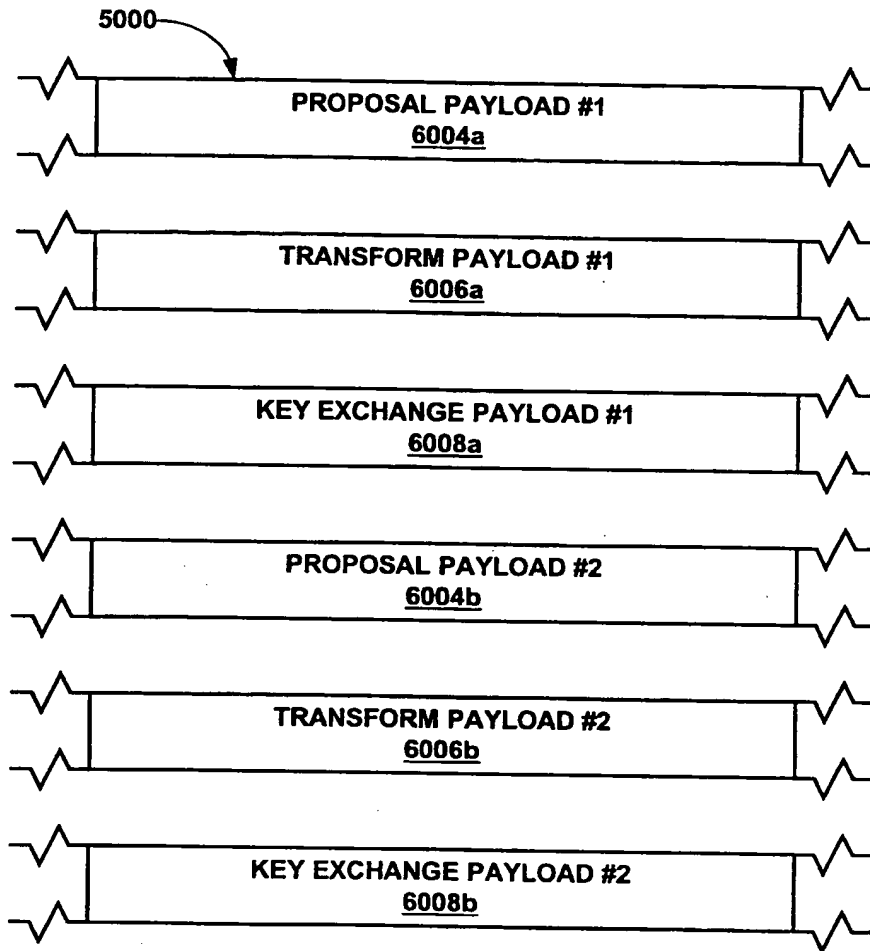 5000
PROPOSAL PAYLOAD #1
6004a
TRANSFORM PAYLOAD #1
6006a
KEY EXCHANGE PAYLOAD #1
6008a
PROPOSAL PAYLOAD #2
6004b
TRANSFORM PAYLOAD #2
6006b
KEY EXCHANGE PAYLOAD #2
6008b